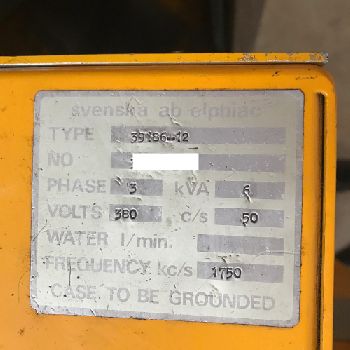 svenska ab elphiac
TYPE 39186-12
NO
PHASE 3 kVA 6
VOLTS 380 c/s 50
WATER l/min.
FREQUENCY kc/s 1750
CASE TO BE GROUNDED